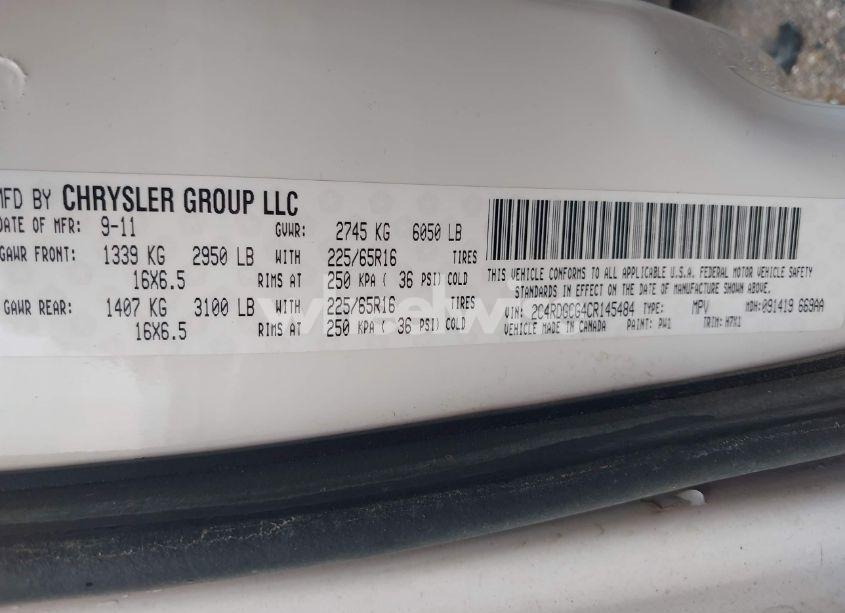 MFD BY CHRYSLER GROUP LLC
DATE OF MFR: 9-11 GVWR: 2745 KG 6050 LB
GAWR FRONT: 1339 KG 2950 LB WITH 225/65R16 TIRES
16X6.5 RIMS AT 250 KPA ( 36 PSI) COLD
GAWR REAR: 1407 KG 3100 LB WITH 225/65R16 TIRES
16X6.5 RIMS AT 250 KPA ( 36 PSI) COLD
THIS VEHICLE CONFORMS TO ALL APPLICABLE U.S.A. FEDERAL MOTOR VEHICLE SAFETY
STANDARDS IN EFFECT ON THE DATE OF MANUFACTURE SHOWN ABOVE.
VIN: 2C4RDGCG4CR145484 TYPE: MPV MDH: 091419 669AA
VEHICLE MADE IN CANADA PAINT: PW1 TRIM: H7X1